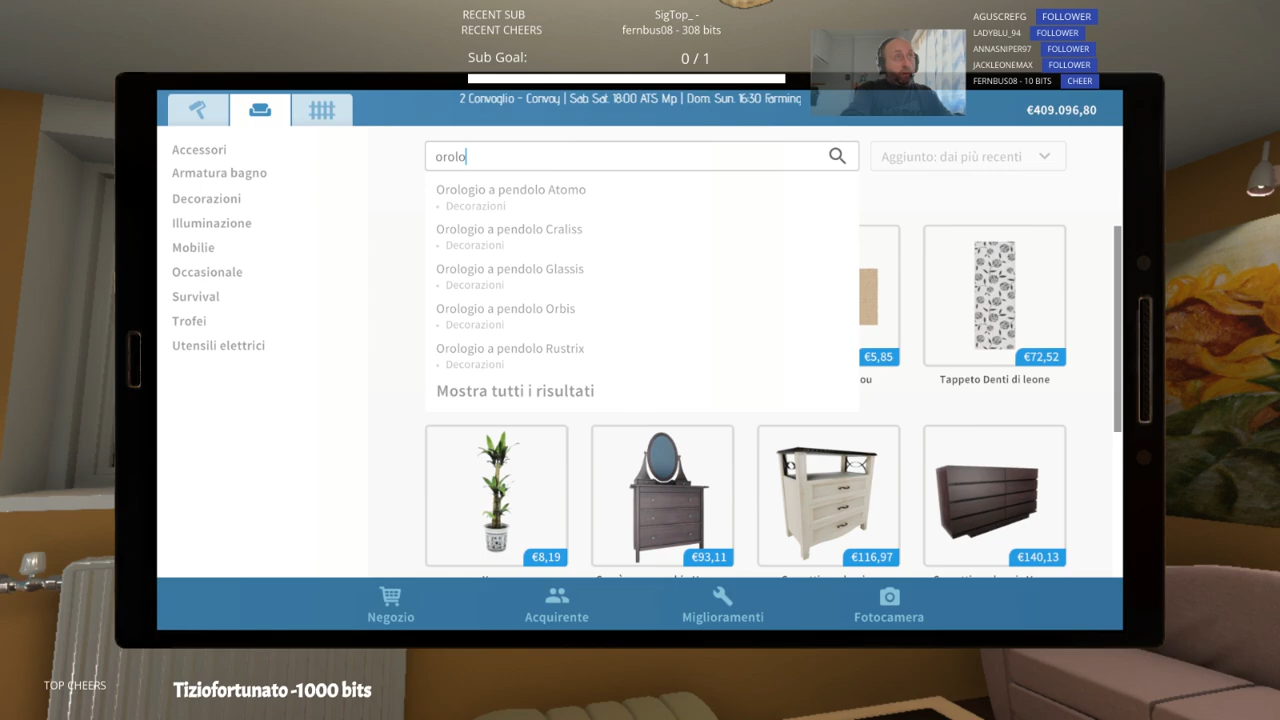 RECENT SUB
SigTop_ -
RECENT CHEERS
fernbus08 - 308 bits
Sub Goal:
0 / 1
AGUSCREFG FOLLOWER
LADYBLU_94 FOLLOWER
ANNASNIPER97 FOLLOWER
JACKLEONEMAX FOLLOWER
FERNBUS08 - 10 BITS CHEER
2 Convoglio - Convoy | Sab. Sat. 18:00 ATS Mp | Dom. Sun. 16:30 Farming
€409.096,80
Accessori
Armatura bagno
Decorazioni
Illuminazione
Mobilie
Occasionale
Survival
Trofei
Utensili elettrici
orolo
Aggiunto: dai più recenti
Orologio a pendolo Atomo
• Decorazioni
Orologio a pendolo Craliss
• Decorazioni
Orologio a pendolo Glassis
• Decorazioni
Orologio a pendolo Orbis
• Decorazioni
Orologio a pendolo Rustrix
• Decorazioni
Mostra tutti i risultati
€5,85
€72,52
ou
Tappeto Denti di leone
€8,19
€93,11
€116,97
€140,13
Negozio
Acquirente
Miglioramenti
Fotocamera
TOP CHEERS
Tiziofortunato -1000 bits